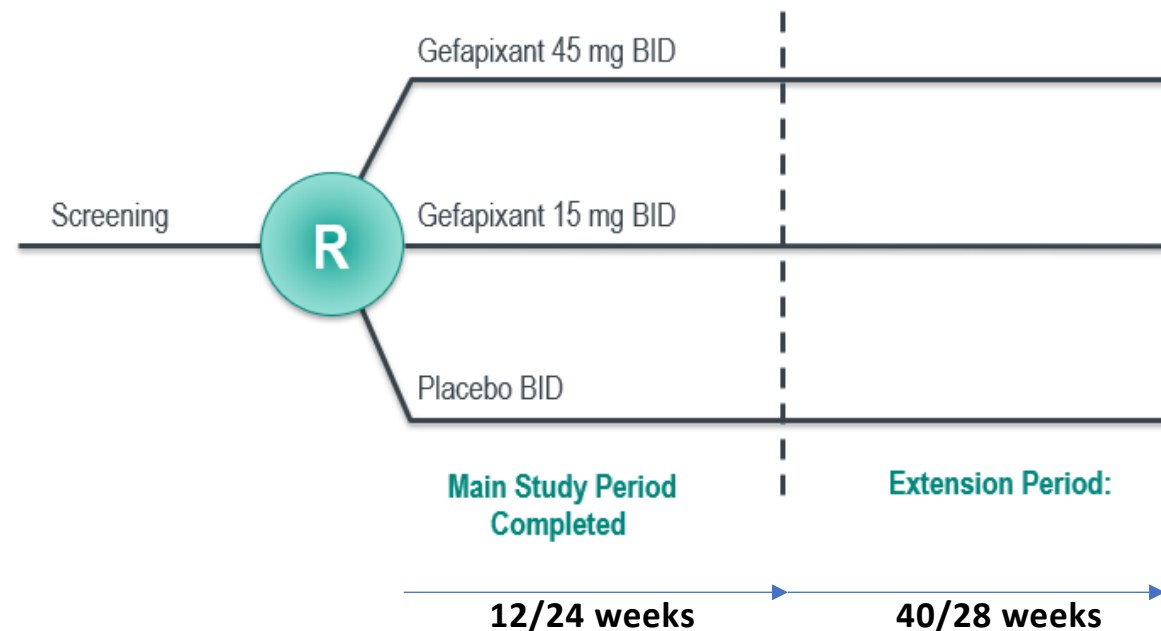 Gefapixant 45 mg BID
Screening
R
Gefapixant 15 mg BID
Placebo BID
Main Study Period
Completed
Extension Period:
12/24 weeks
40/28 weeks